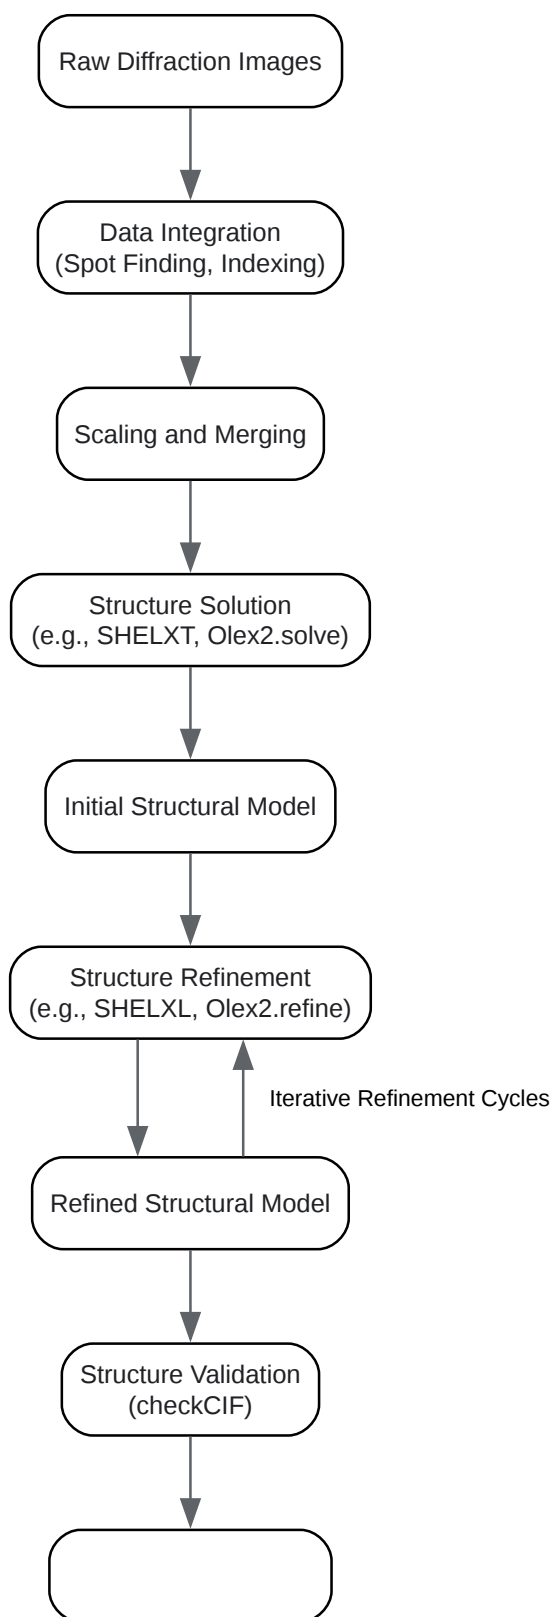 Raw Diffraction Images
Data Integration
(Spot Finding, Indexing)
Scaling and Merging
Structure Solution
(e.g., SHELXT, Olex2.solve)
Initial Structural Model
Structure Refinement
(e.g., SHELXL, Olex2.refine)
Iterative Refinement Cycles
Refined Structural Model
Structure Validation
(checkCIF)